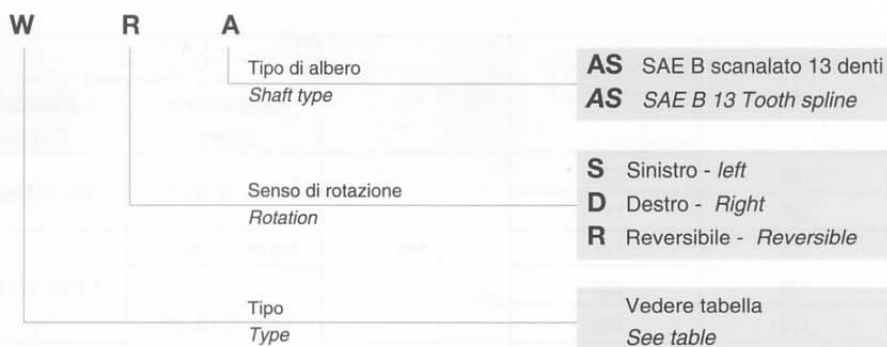 W R A
Tipo di albero
Shaft type
AS SAE B scanalato 13 denti
AS SAE B 13 Tooth spline
Senso di rotazione
Rotation
S Sinistro - left
D Destro - Right
R Reversibile - Reversible
Tipo
Type
Vedere tabella
See table